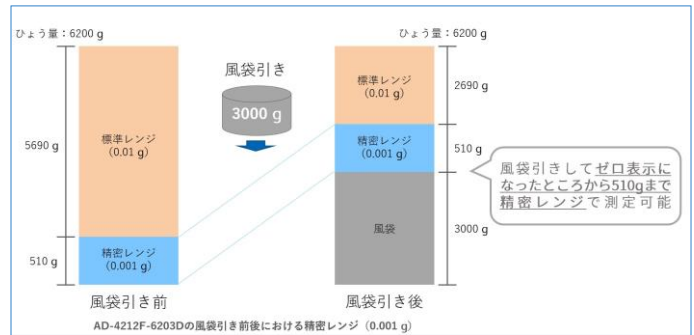 ひょう量：6200 g
ひょう量：6200 g
風袋引き
3000 g
標準レンジ
（0.01 g）
5690 g
精密レンジ
（0.001 g）
510 g
風袋引き前
標準レンジ
（0.01 g）
2690 g
精密レンジ
（0.001 g）
510 g
風袋
3000 g
風袋引き後
風袋引きしてゼロ表示に
なったところから510gまで
精密レンジで測定可能
AD-4212F-6203Dの風袋引き前後における精密レンジ（0.001 g）